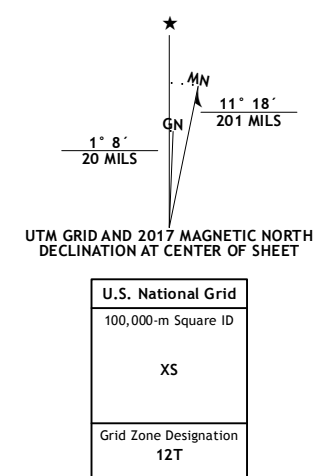 ★
MN
GN
11° 18´
201 MILS
1° 8´
20 MILS
UTM GRID AND 2017 MAGNETIC NORTH
DECLINATION AT CENTER OF SHEET
U.S. National Grid
100,000-m Square ID
XS
Grid Zone Designation
12T